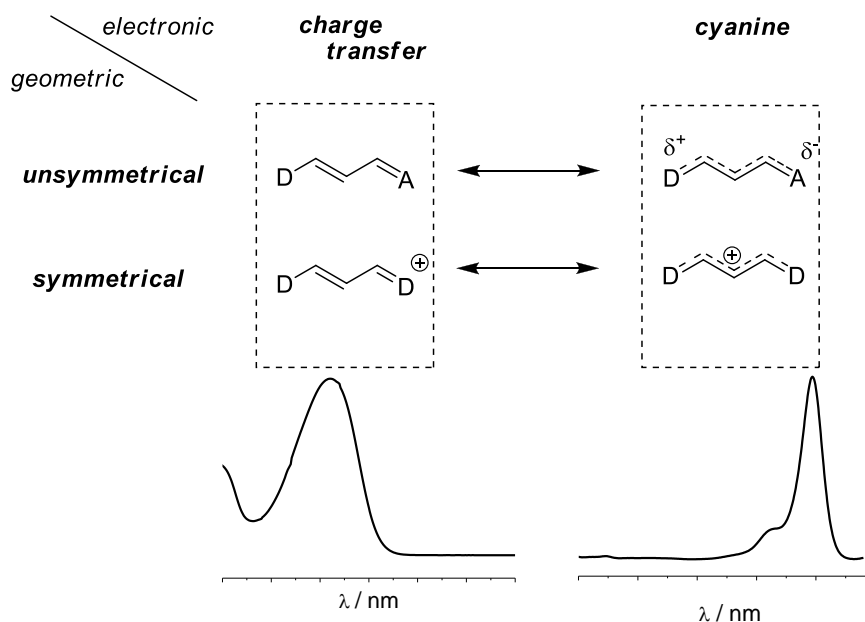 electronic
geometric
charge
transfer
cyanine
unsymmetrical
D
A
δ+
δ-
D
A
symmetrical
D
D
⊕
D
⊕
D
λ / nm
λ / nm